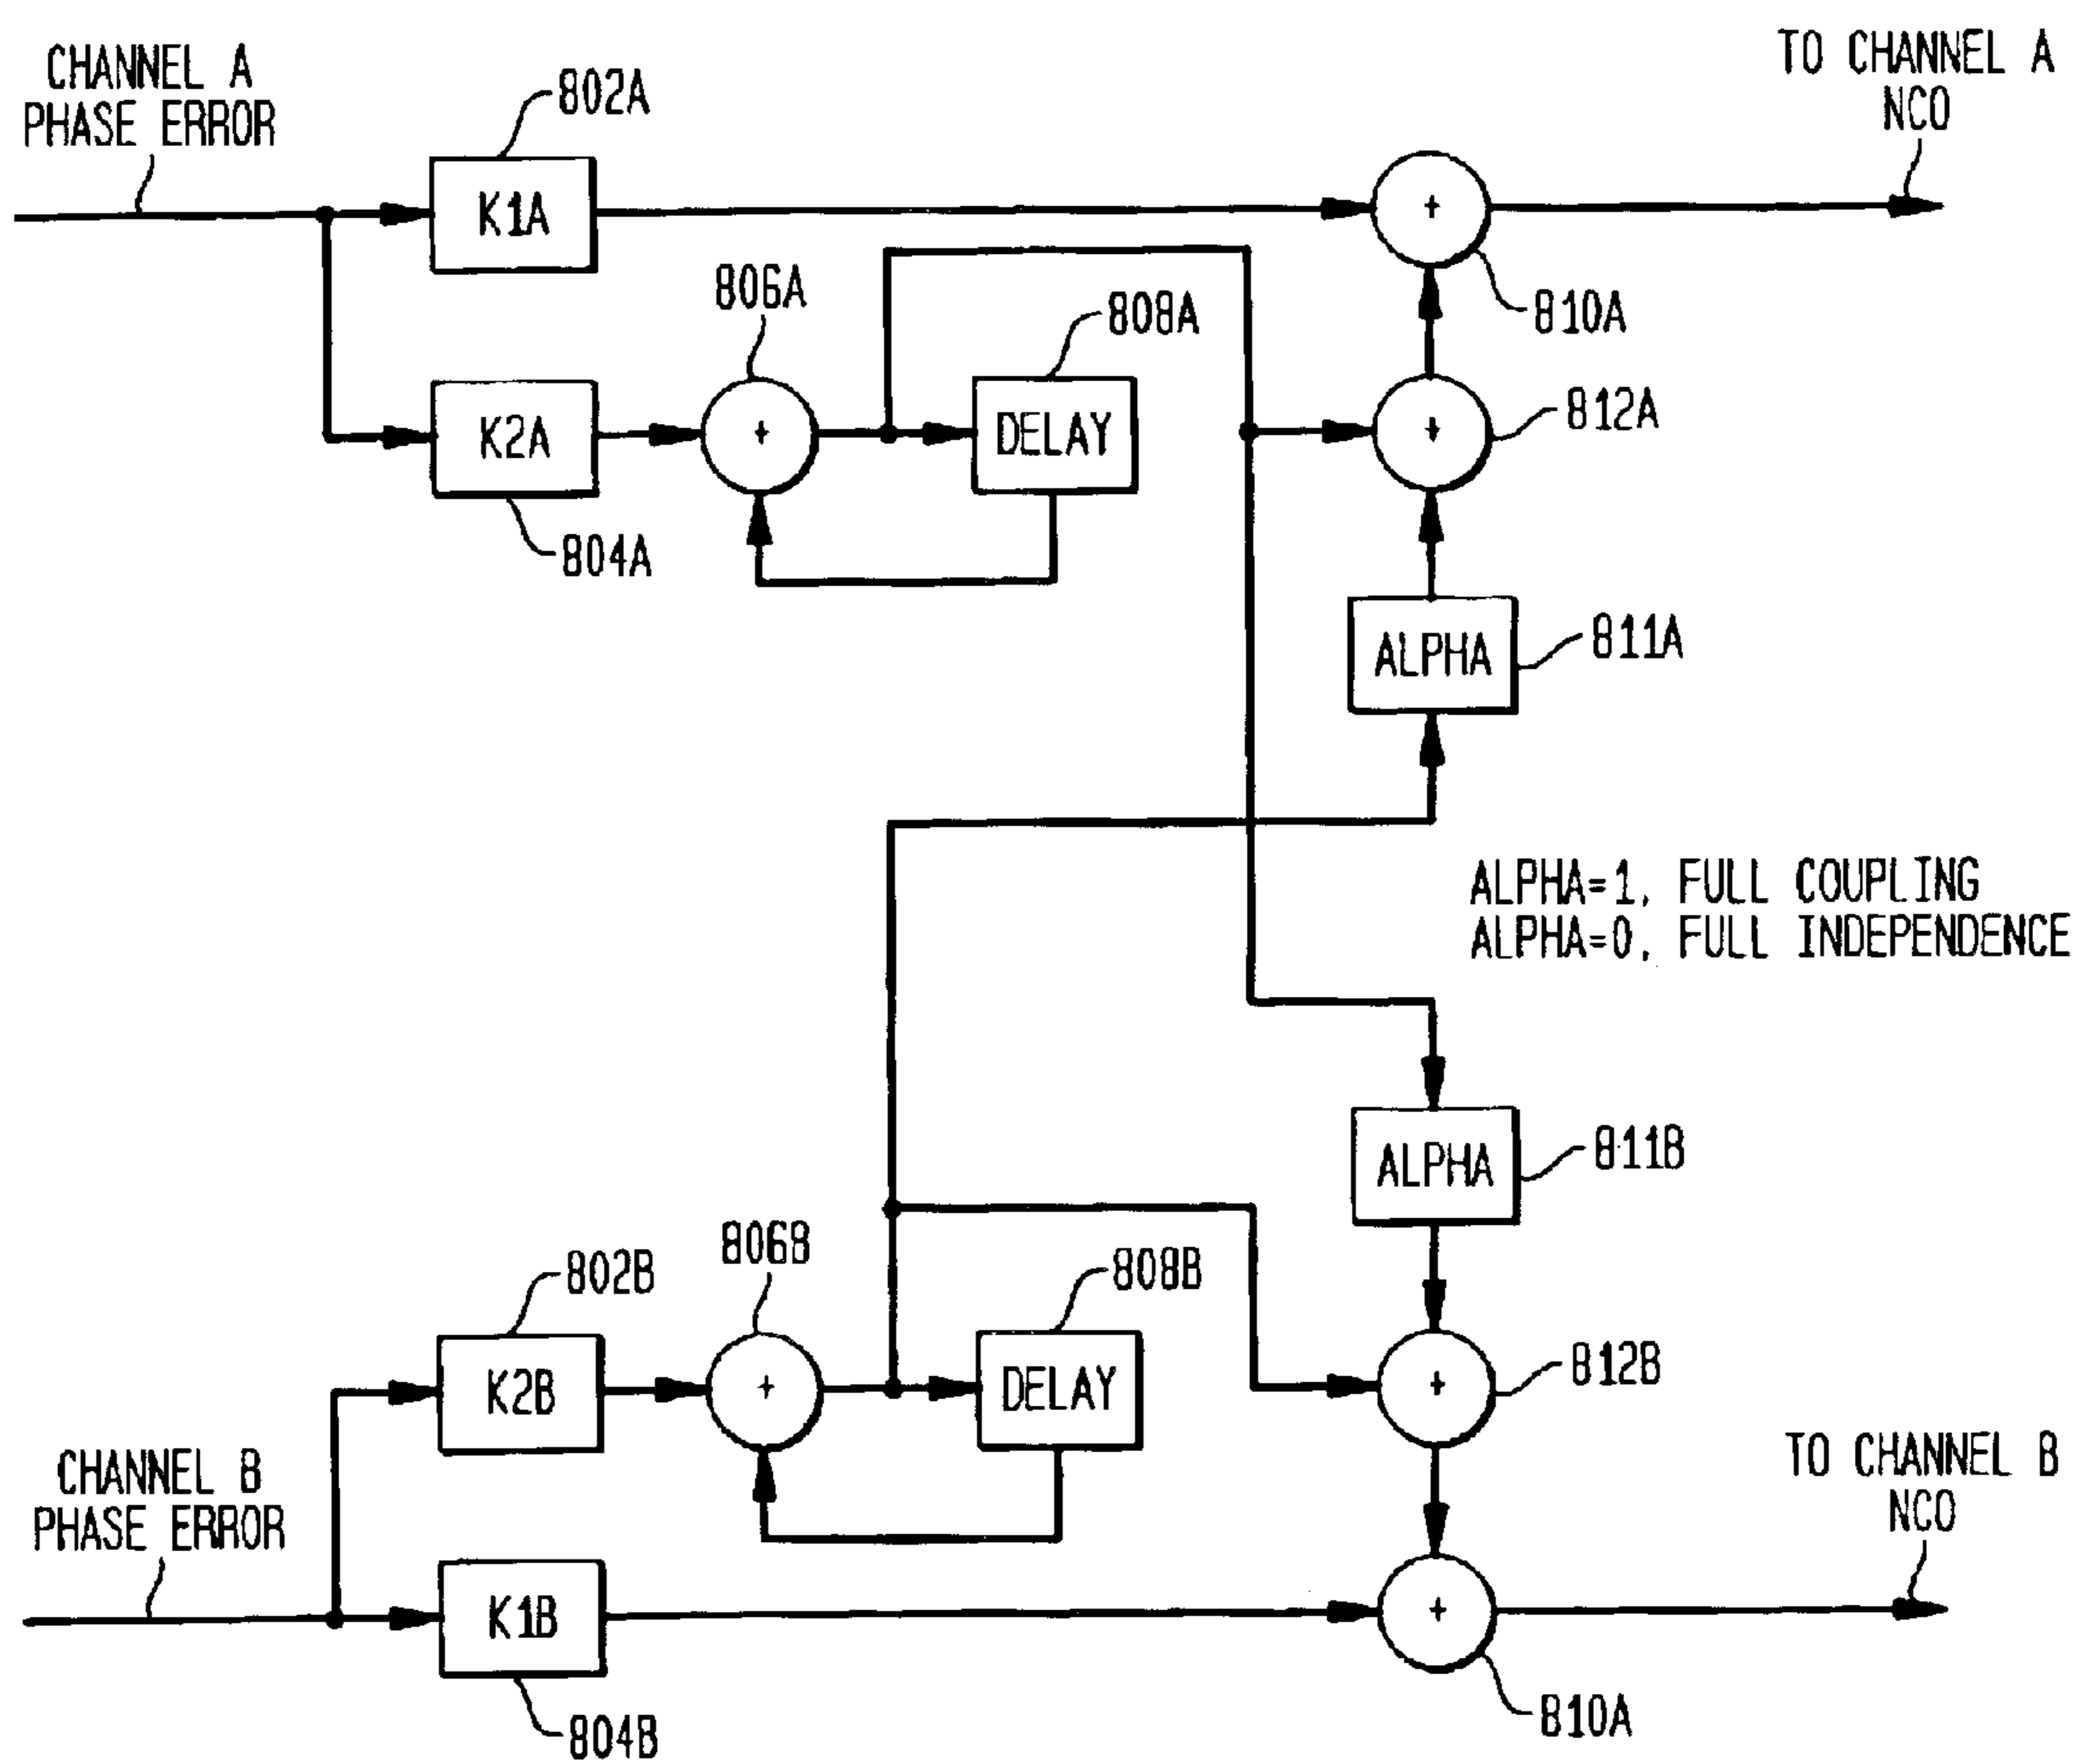 CHANNEL A
PHASE ERROR
802A
TO CHANNEL A
NCO
K1A
+
806A
808A
810A
K2A
+
DELAY
+
812A
804A
ALPHA
811A
ALPHA=1, FULL COUPLING
ALPHA=0, FULL INDEPENDENCE
ALPHA
811B
802B
806B
808B
K2B
+
DELAY
+
812B
CHANNEL B
PHASE ERROR
TO CHANNEL B
NCO
K1B
+
804B
810A